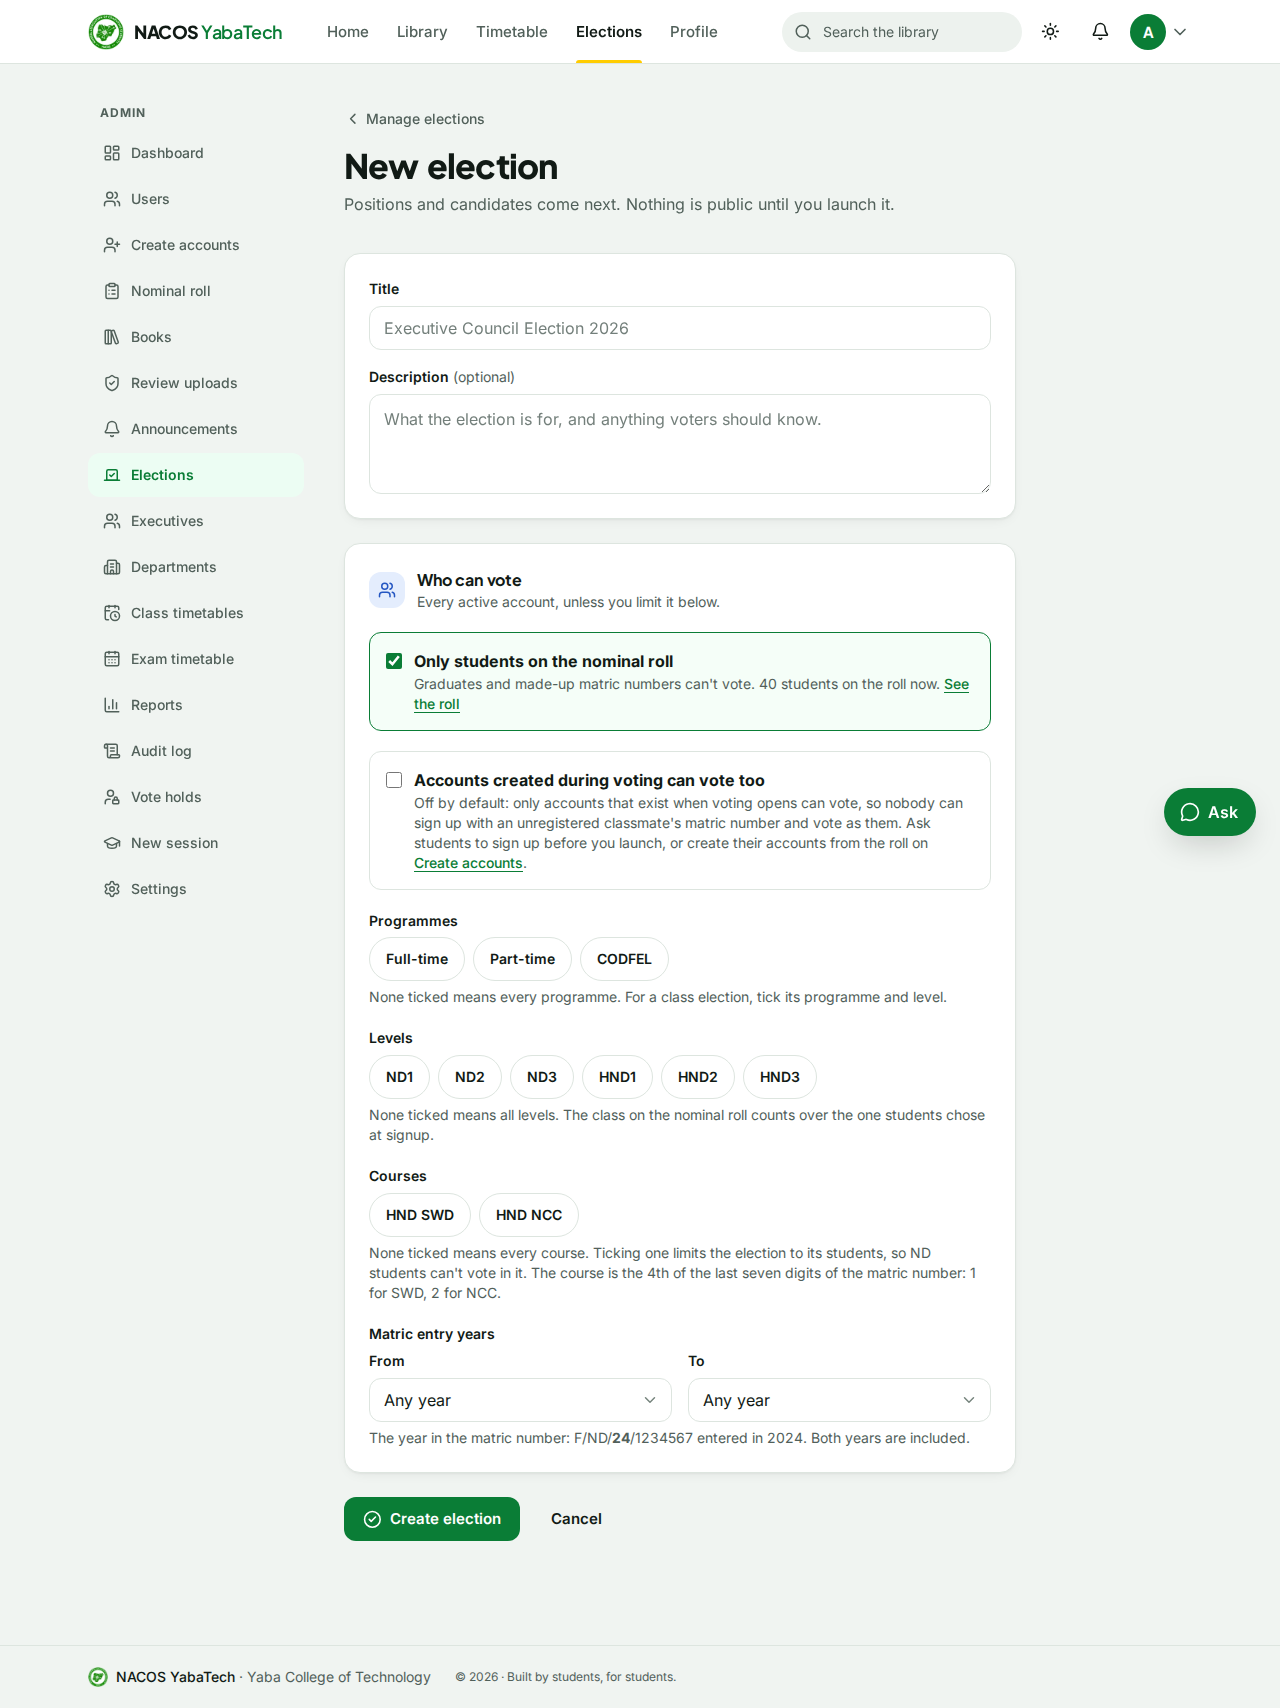 NACOS YabaTech
Home
Library
Timetable
Elections
Profile
Search the library
A
ADMIN
Dashboard
Users
Create accounts
Nominal roll
Books
Review uploads
Announcements
Elections
Executives
Departments
Class timetables
Exam timetable
Reports
Audit log
Vote holds
New session
Settings
Manage elections
New election
Positions and candidates come next. Nothing is public until you launch it.
Title
Executive Council Election 2026
Description (optional)
What the election is for, and anything voters should know.
Who can vote
Every active account, unless you limit it below.
Only students on the nominal roll
Graduates and made-up matric numbers can't vote. 40 students on the roll now. See
the roll
Accounts created during voting can vote too
Off by default: only accounts that exist when voting opens can vote, so nobody can
sign up with an unregistered classmate's matric number and vote as them. Ask
students to sign up before you launch, or create their accounts from the roll on
Create accounts.
Programmes
Full-time
Part-time
CODFEL
None ticked means every programme. For a class election, tick its programme and level.
Levels
ND1
ND2
ND3
HND1
HND2
HND3
None ticked means all levels. The class on the nominal roll counts over the one students chose
at signup.
Courses
HND SWD
HND NCC
None ticked means every course. Ticking one limits the election to its students, so ND
students can't vote in it. The course is the 4th of the last seven digits of the matric number: 1
for SWD, 2 for NCC.
Matric entry years
From
To
Any year
Any year
The year in the matric number: F/ND/24/1234567 entered in 2024. Both years are included.
Create election
Cancel
Ask
NACOS YabaTech · Yaba College of Technology
© 2026 · Built by students, for students.